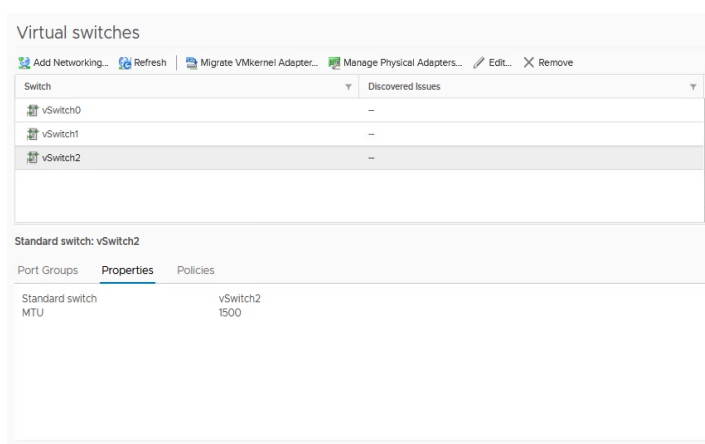 Virtual switches
Add Networking... Refresh Migrate VMkernel Adapter... Manage Physical Adapters... Edit... Remove
Switch Discovered Issues
vSwitch0 --
vSwitch1 --
vSwitch2 --
Standard switch: vSwitch2
Port Groups Properties Policies
Standard switch vSwitch2
MTU 1500